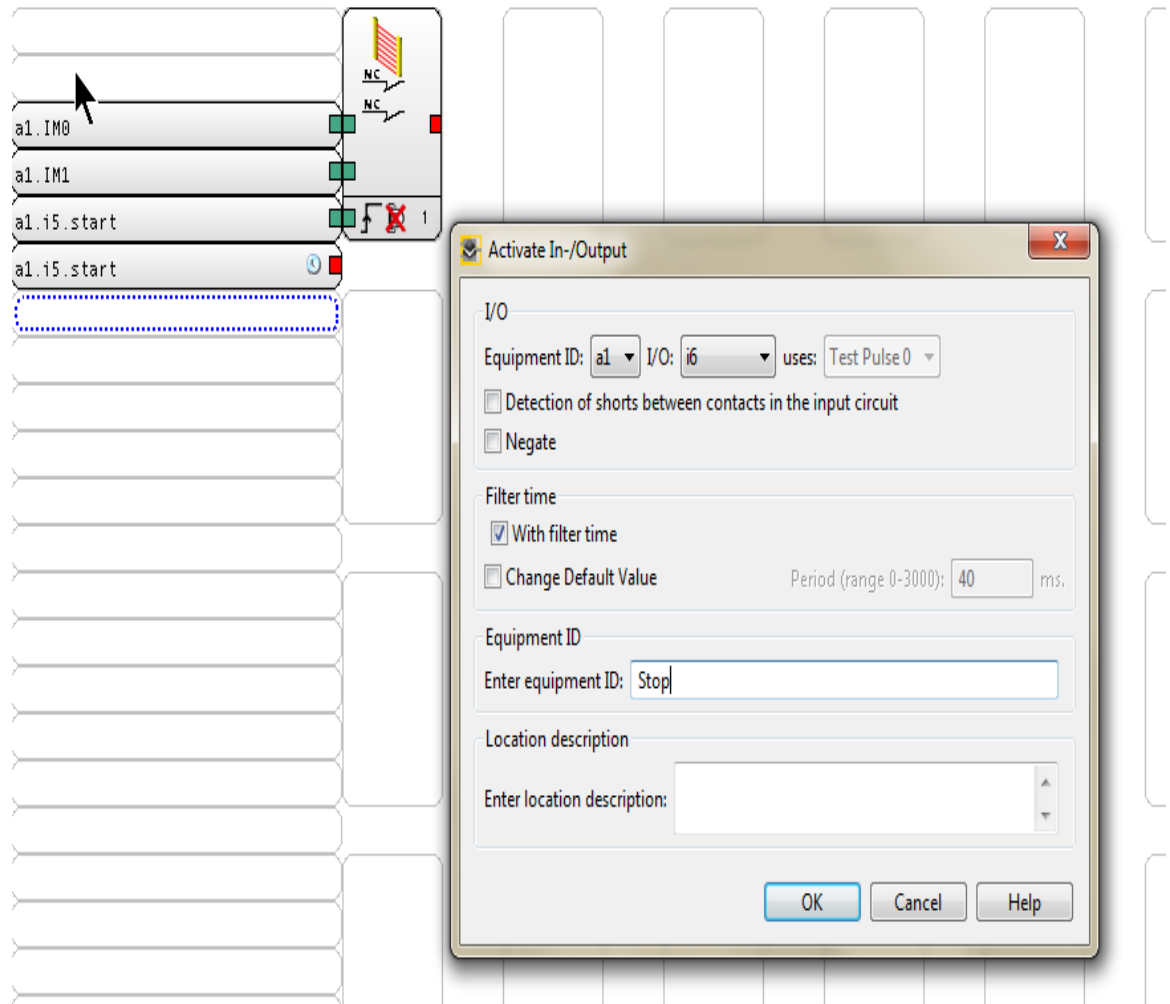 NC
NC
a1.IM0
a1.IM1
a1.i5.start
1
a1.i5.start
Activate In-/Output
I/O
Equipment ID: a1 I/O: i6 uses: Test Pulse 0
Detection of shorts between contacts in the input circuit
Negate
Filter time
With filter time
Change Default Value Period (range 0-3000): 40 ms.
Equipment ID
Enter equipment ID: Stop
Location description
Enter location description:
OK Cancel Help